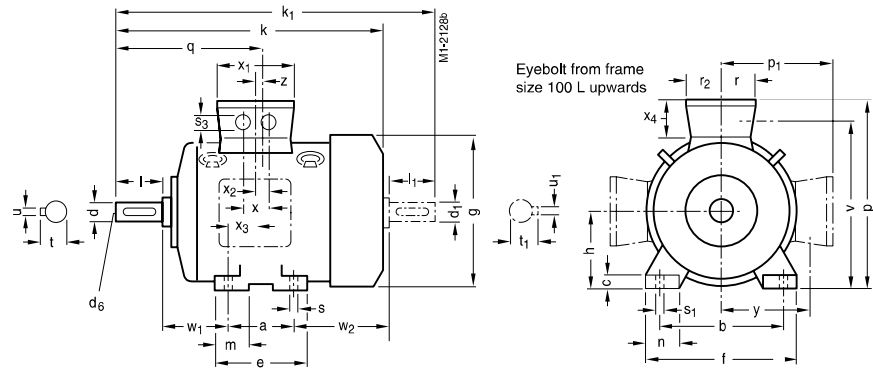 k₁
k
q
x₁
z
M1-2128b
s₃
l
l₁
u
d
t
d₆
x₂
x
x₃
d₁
g
u₁
t₁
w₁
a
s
w₂
m
e
Eyebolt from frame
size 100 L upwards
p₁
r₂
r
x₄
h
c
v
p
s₁
y
b
n
f